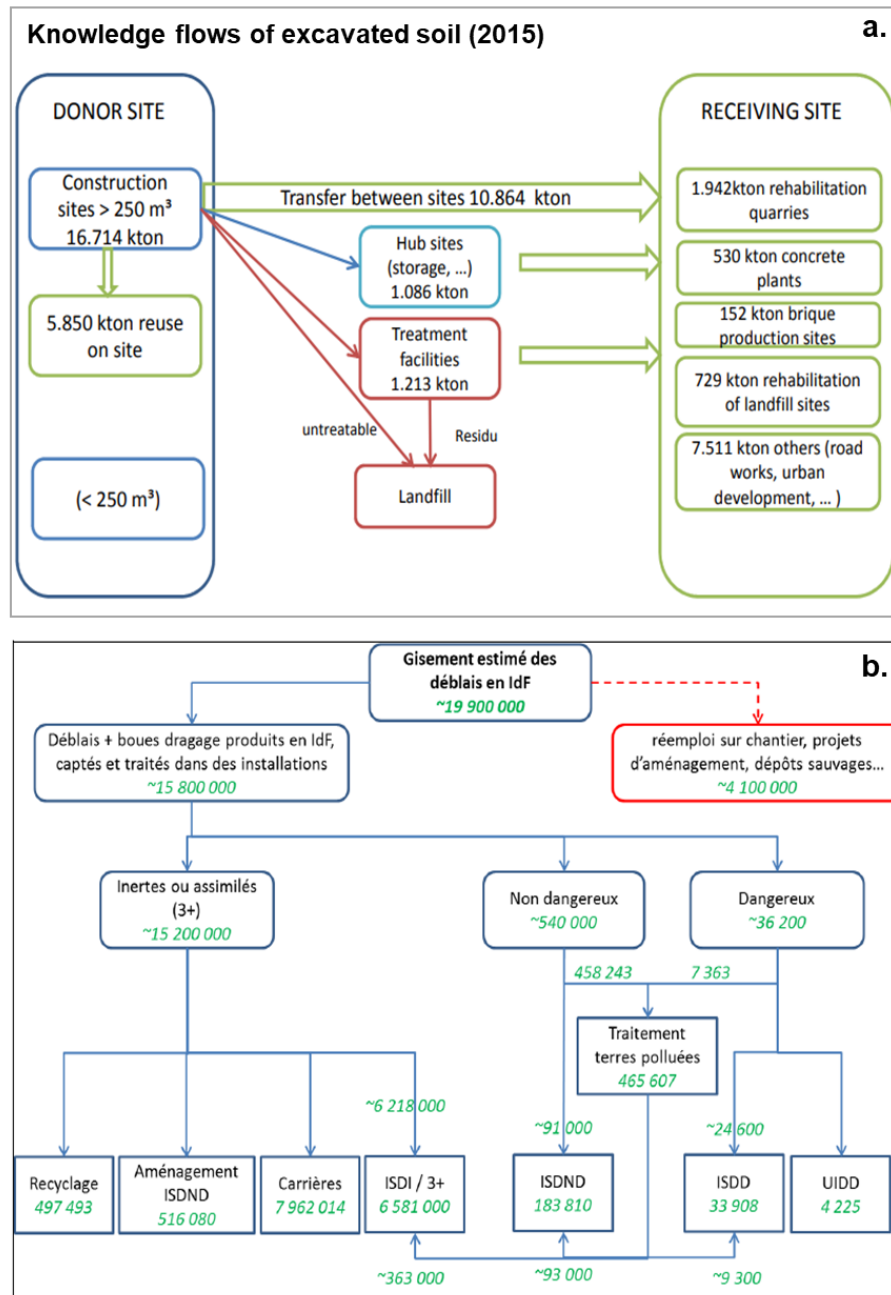 Knowledge flows of excavated soil (2015)
a.
DONOR SITE
RECEIVING SITE
Construction
sites > 250 m³
16.714 kton
Transfer between sites 10.864 kton
1.942kton rehabilitation
quarries
Hub sites
(storage, ...)
1.086 kton
530 kton concrete
plants
5.850 kton reuse
on site
152 kton brique
production sites
Treatment
facilities
1.213 kton
729 kton rehabilitation
of landfill sites
untreatable
Residu
7.511 kton others (road
works, urban
development, ... )
(< 250 m³)
Landfill
b.
Gisement estimé des
déblais en IdF
~19 900 000
Déblais + boues dragage produits en IdF,
captés et traités dans des installations
~15 800 000
réemploi sur chantier, projets
d'aménagement, dépôts sauvages...
~4 100 000
Inertes ou assimilés
(3+)
~15 200 000
Non dangereux
~540 000
Dangereux
~36 200
458 243
7 363
Traitement
terres polluées
465 607
~6 218 000
~91 000
~24 600
Recyclage
497 493
Aménagement
ISDND
516 080
Carrières
7 962 014
ISDI / 3+
6 581 000
ISDND
183 810
ISDD
33 908
UIDD
4 225
~363 000
~93 000
~9 300